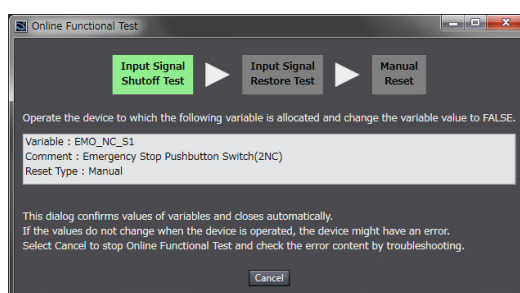 Online Functional Test
Input Signal
Shutoff Test
Input Signal
Restore Test
Manual
Reset
Operate the device to which the following variable is allocated and change the variable value to FALSE.
Variable : EMO_NC_S1
Comment : Emergency Stop Pushbutton Switch(2NC)
Reset Type : Manual
This dialog confirms values of variables and closes automatically.
If the values do not change when the device is operated, the device might have an error.
Select Cancel to stop Online Functional Test and check the error content by troubleshooting.
Cancel